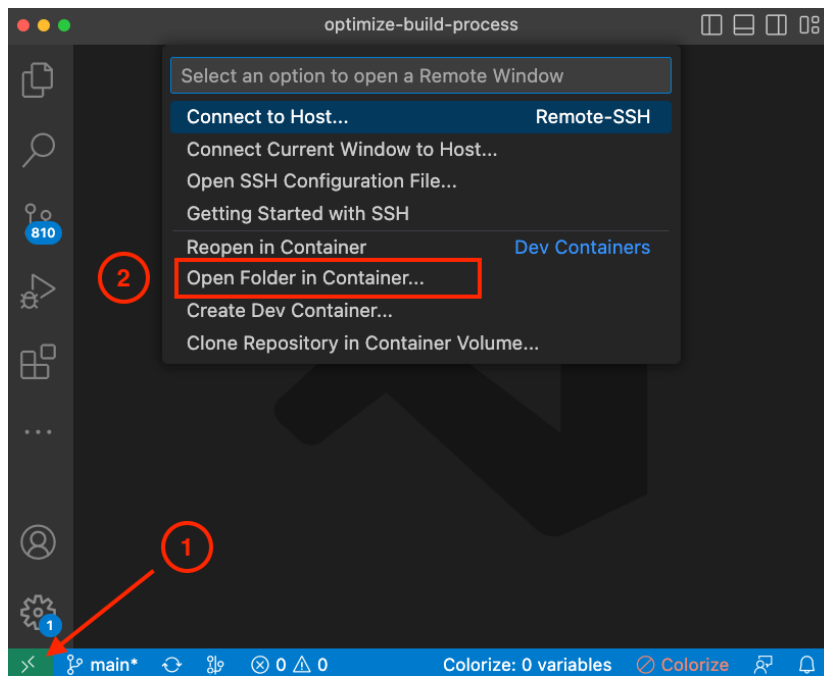 optimize-build-process
Select an option to open a Remote Window
Connect to Host... Remote-SSH
Connect Current Window to Host...
Open SSH Configuration File...
Getting Started with SSH
810
Reopen in Container Dev Containers
2
Open Folder in Container...
Create Dev Container...
Clone Repository in Container Volume...
1
1
main* 0 0 Colorize: 0 variables Colorize